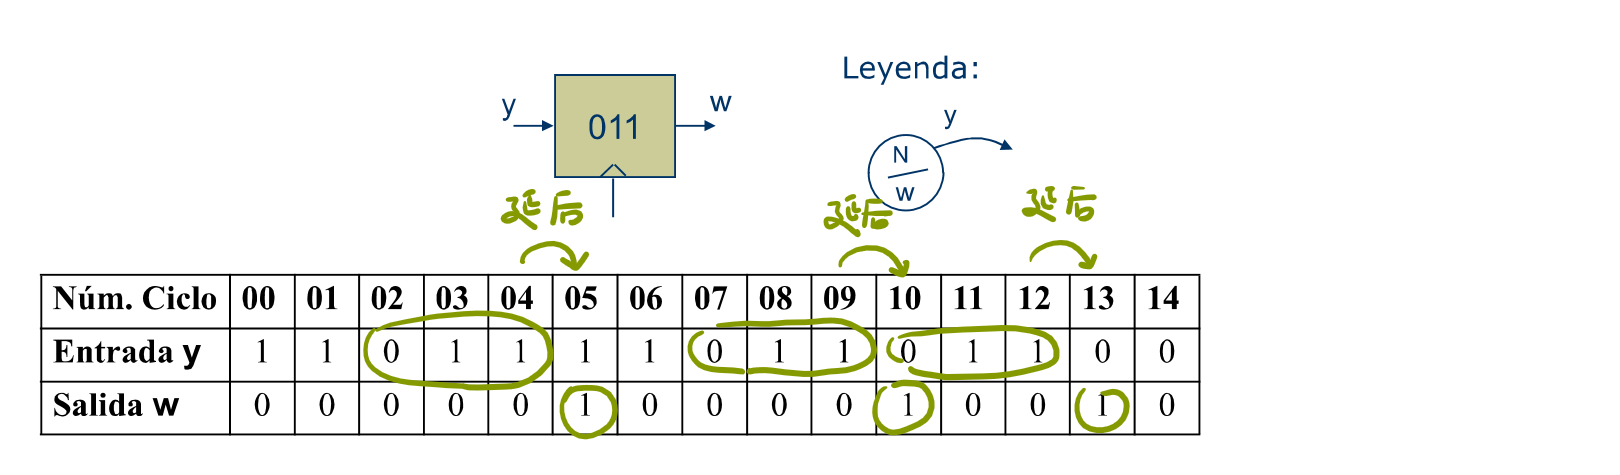 Leyenda:
y
w
y
011
N
w
延后
延后
延后
Núm. Ciclo 00 01 02 03 04 05 06 07 08 09 10 11 12 13 14
Entrada y 1 1 0 1 1 1 1 0 1 1 0 1 1 0 0
Salida w 0 0 0 0 0 1 0 0 0 0 1 0 0 1 0